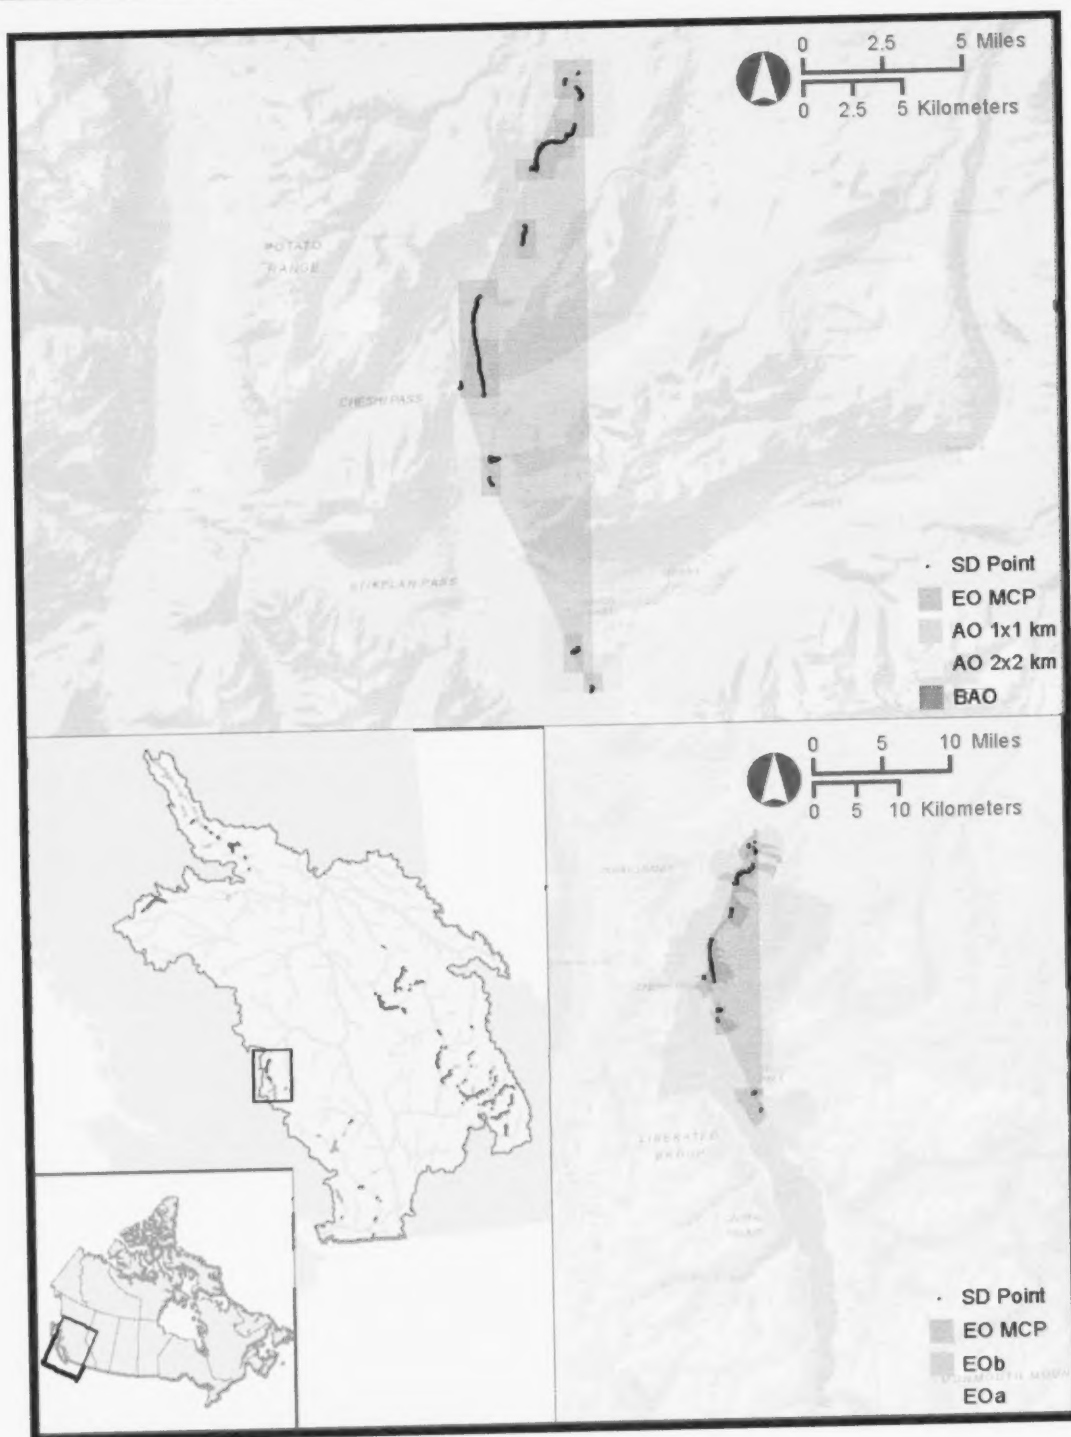 0 2.5 5 Miles
0 2.5 5 Kilometers
POTATO
RANGE
CHESHI PASS
STIKELAN PASS
SD Point
EO MCP
AO 1x1 km
AO 2x2 km
BAO
0 5 10 Miles
0 5 10 Kilometers
SD Point
EO MCP
EOb
EOa